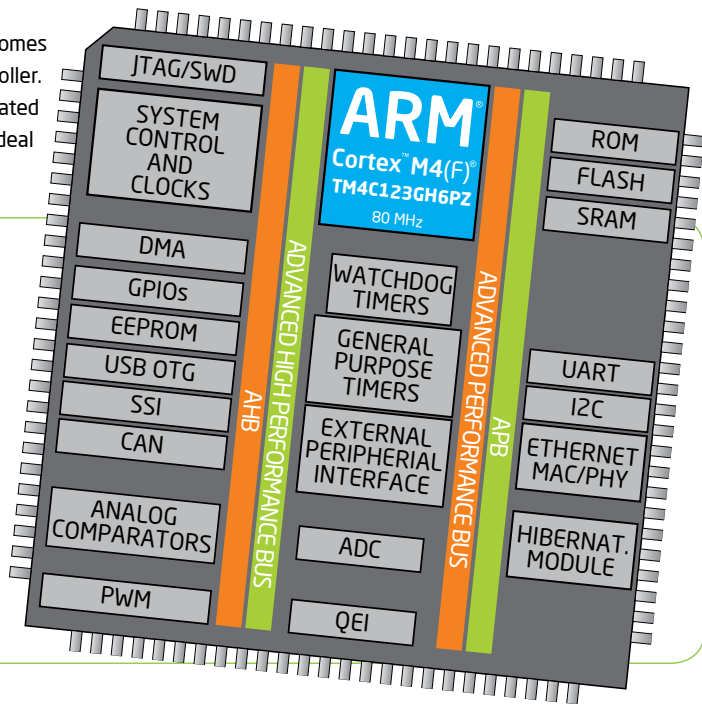 omes
oller.
ated
deal
JTAG/SWD
SYSTEM
CONTROL
AND
CLOCKS
DMA
GPIOs
EEPROM
USB OTG
SSI
CAN
ANALOG
COMPARATORS
PWM
AHB
ADVANCED HIGH PERFORMANCE BUS
ARM®
Cortex™ M4(F)®
TM4C123GH6PZ
80 MHz
WATCHDOG
TIMERS
GENERAL
PURPOSE
TIMERS
EXTERNAL
PERIPHERIAL
INTERFACE
ADC
QEI
ADVANCED PERFORMANCE BUS
APB
ROM
FLASH
SRAM
UART
I2C
ETHERNET
MAC/PHY
HIBERNAT.
MODULE